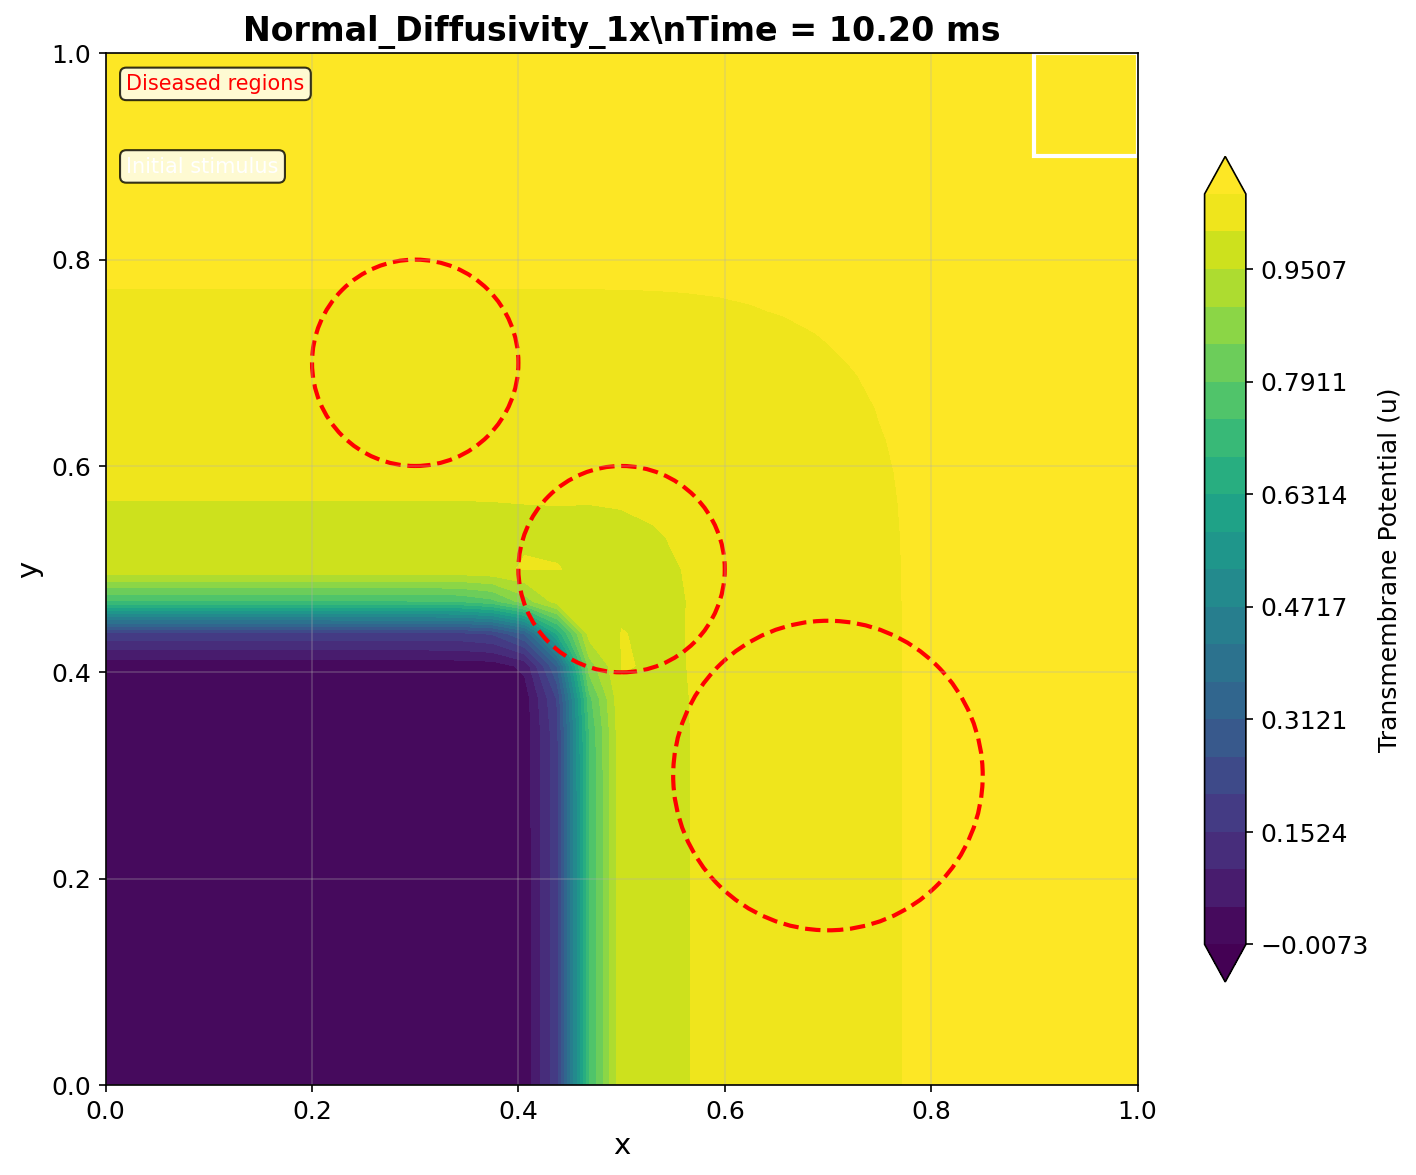 Normal_Diffusivity_1x\nTime = 10.20 ms
Diseased regions
Initial stimulus
1.0
0.8
0.6
0.4
0.2
0.0
y
0.0 0.2 0.4 0.6 0.8 1.0
x
0.9507
0.7911
0.6314
0.4717
0.3121
0.1524
−0.0073
Transmembrane Potential (u)